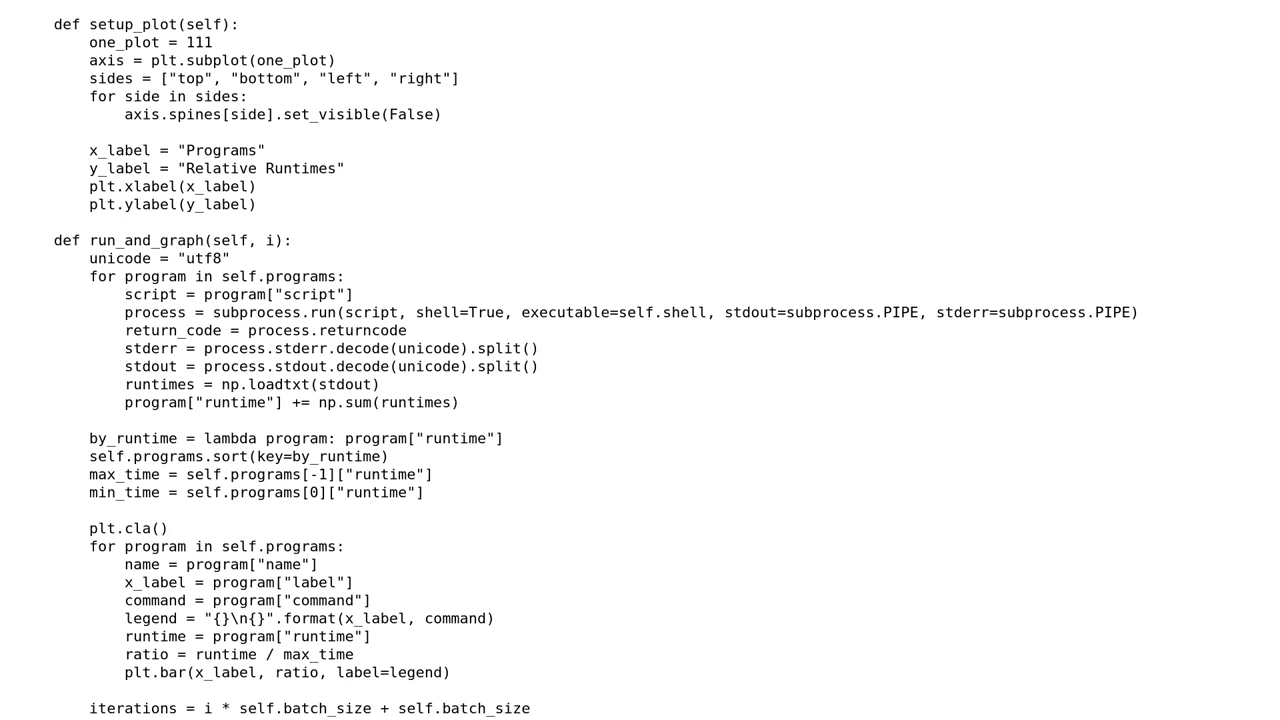 def setup_plot(self):
    one_plot = 111
    axis = plt.subplot(one_plot)
    sides = ["top", "bottom", "left", "right"]
    for side in sides:
        axis.spines[side].set_visible(False)

    x_label = "Programs"
    y_label = "Relative Runtimes"
    plt.xlabel(x_label)
    plt.ylabel(y_label)

def run_and_graph(self, i):
    unicode = "utf8"
    for program in self.programs:
        script = program["script"]
        process = subprocess.run(script, shell=True, executable=self.shell, stdout=subprocess.PIPE, stderr=subprocess.PIPE)
        return_code = process.returncode
        stderr = process.stderr.decode(unicode).split()
        stdout = process.stdout.decode(unicode).split()
        runtimes = np.loadtxt(stdout)
        program["runtime"] += np.sum(runtimes)

    by_runtime = lambda program: program["runtime"]
    self.programs.sort(key=by_runtime)
    max_time = self.programs[-1]["runtime"]
    min_time = self.programs[0]["runtime"]

    plt.cla()
    for program in self.programs:
        name = program["name"]
        x_label = program["label"]
        command = program["command"]
        legend = "{}\n{}".format(x_label, command)
        runtime = program["runtime"]
        ratio = runtime / max_time
        plt.bar(x_label, ratio, label=legend)

    iterations = i * self.batch_size + self.batch_size